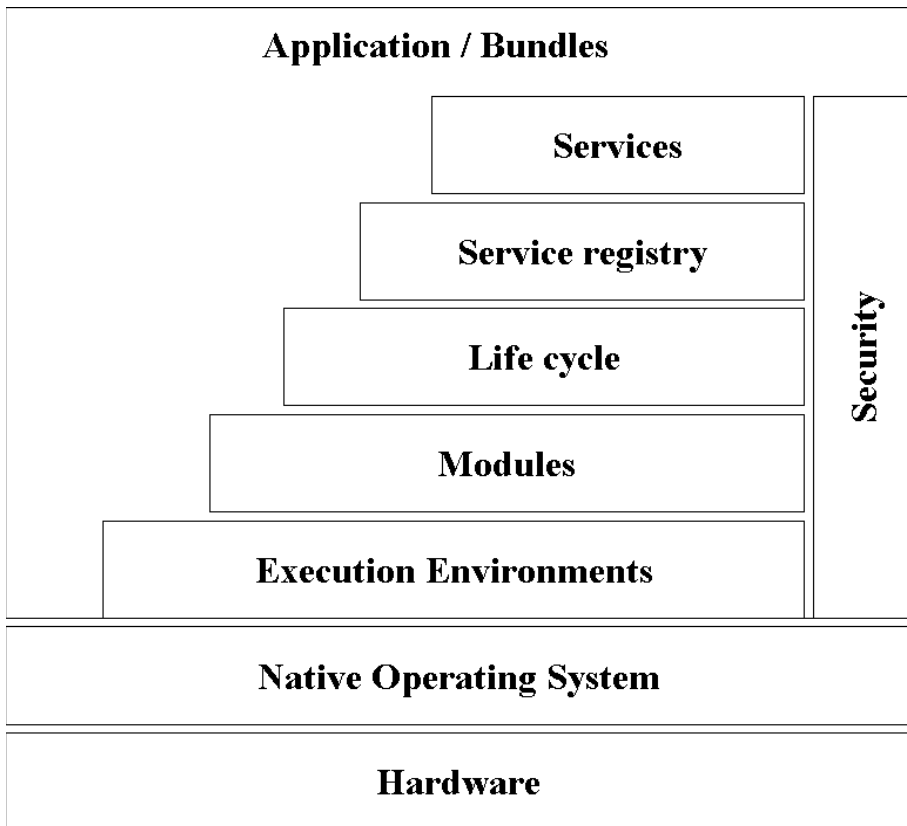 Application / Bundles
Services
Service registry
Life cycle
Modules
Execution Environments
Security
Native Operating System
Hardware